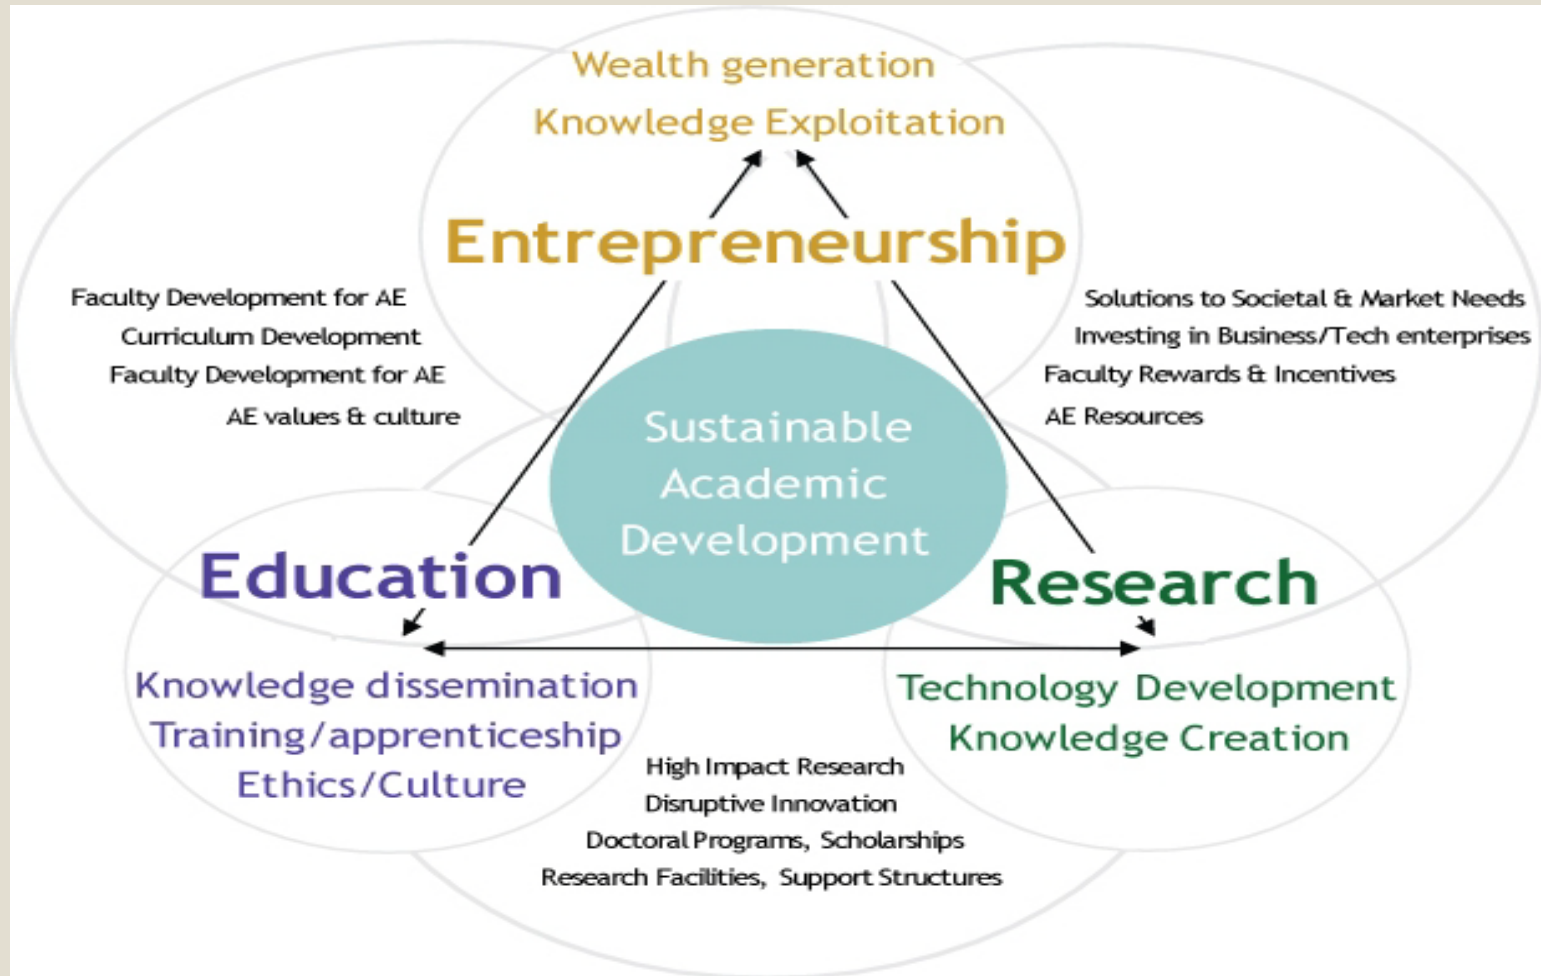 Wealth generation
Knowledge Exploitation
Entrepreneurship
Faculty Development for AE
Curriculum Development
Faculty Development for AE
AE values & culture
Solutions to Societal & Market Needs
Investing in Business/Tech enterprises
Faculty Rewards & Incentives
AE Resources
Sustainable
Academic
Development
Education
Knowledge dissemination
Training/apprenticeship
Ethics/Culture
Research
Technology Development
Knowledge Creation
High Impact Research
Disruptive Innovation
Doctoral Programs, Scholarships
Research Facilities, Support Structures